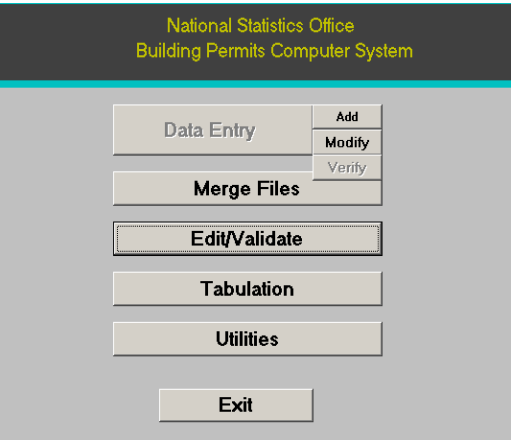 National Statistics Office
Building Permits Computer System
Data Entry
Add
Modify
Verify
Merge Files
Edit/Validate
Tabulation
Utilities
Exit